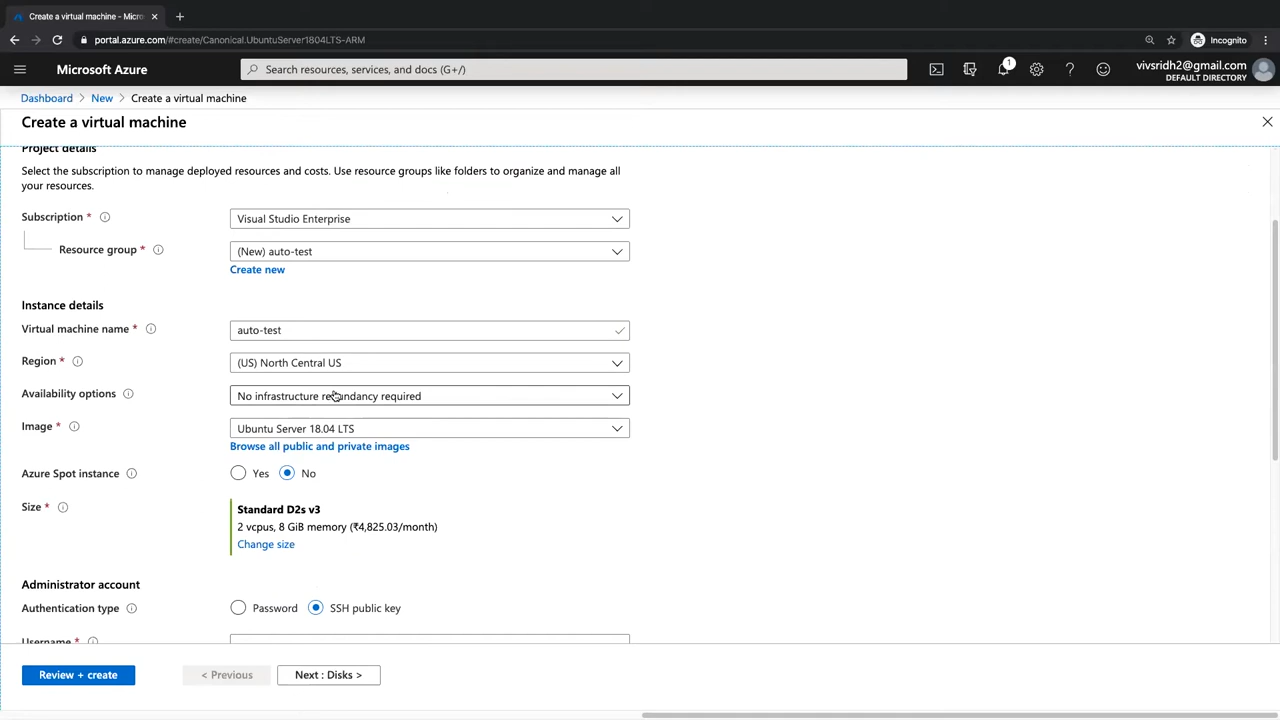 Create a virtual machine - Micro
portal.azure.com/#create/Canonical.UbuntuServer1804LTS-ARM
Incognito
Microsoft Azure
Search resources, services, and docs (G+/)
1
vivsridh2@gmail.com
DEFAULT DIRECTORY
Dashboard > New > Create a virtual machine
Create a virtual machine
Project details
Select the subscription to manage deployed resources and costs. Use resource groups like folders to organize and manage all
your resources.
Subscription *
Visual Studio Enterprise
Resource group *
(New) auto-test
Create new
Instance details
Virtual machine name *
auto-test
Region *
(US) North Central US
Availability options
No infrastructure redundancy required
Image *
Ubuntu Server 18.04 LTS
Browse all public and private images
Azure Spot instance
Yes No
Size *
Standard D2s v3
2 vcpus, 8 GiB memory (₹4,825.03/month)
Change size
Administrator account
Authentication type
Password SSH public key
Username *
Review + create
< Previous
Next : Disks >